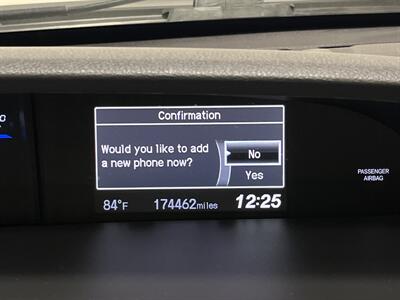 Confirmation
Would you like to add
a new phone now?
No
Yes
PASSENGER
AIRBAG
84°F 174462miles 12:25